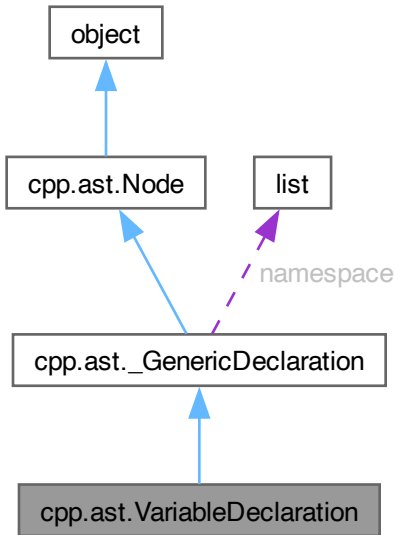 object
cpp.ast.Node
list
namespace
cpp.ast._GenericDeclaration
cpp.ast.VariableDeclaration